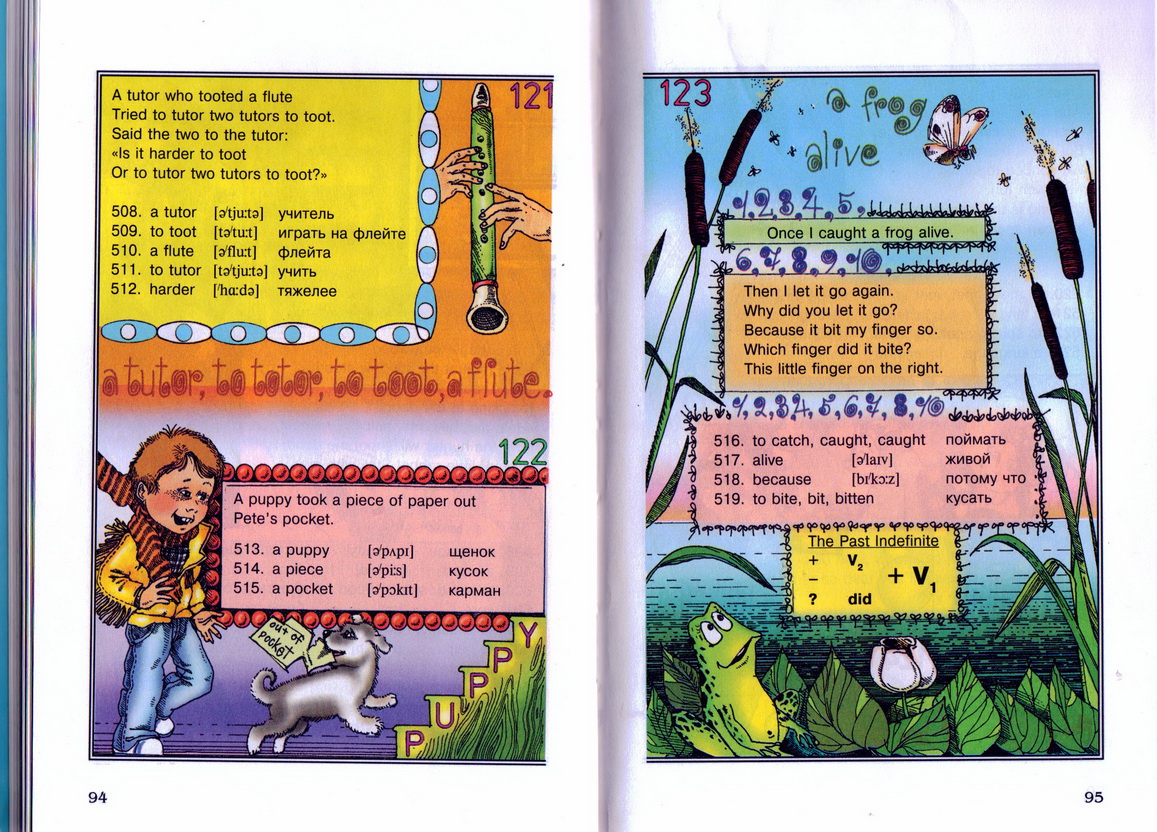 A tutor who tooted a flute
Tried to tutor two tutors to toot.
Said the two to the tutor:
«Is it harder to toot
Or to tutor two tutors to toot?»
508. a tutor [ə'tju:tə] учитель
509. to toot [tə'tu:t] играть на флейте
510. a flute [ə'flu:t] флейта
511. to tutor [tə'tju:tə] учить
512. harder ['hɑ:də] тяжелее
121
a tutor, to totor, to toot, a flute.
122
A puppy took a piece of paper out
Pete's pocket.
513. a puppy [ə'pʌpɪ] щенок
514. a piece [ə'pi:s] кусок
515. a pocket [ə'pɔkɪt] карман
out of
pocket
PUPPY
94
123
a frog
alive
1,2,3,4,5,
Once I caught a frog alive.
6,7,8,9,10,
Then I let it go again.
Why did you let it go?
Because it bit my finger so.
Which finger did it bite?
This little finger on the right.
1,2,3,4,5,6,7,8,10
516. to catch, caught, caught поймать
517. alive [ə'laɪv] живой
518. because [bɪ'kɔ:z] потому что
519. to bite, bit, bitten кусать
The Past Indefinite
+ V2
– + V1
? did
95